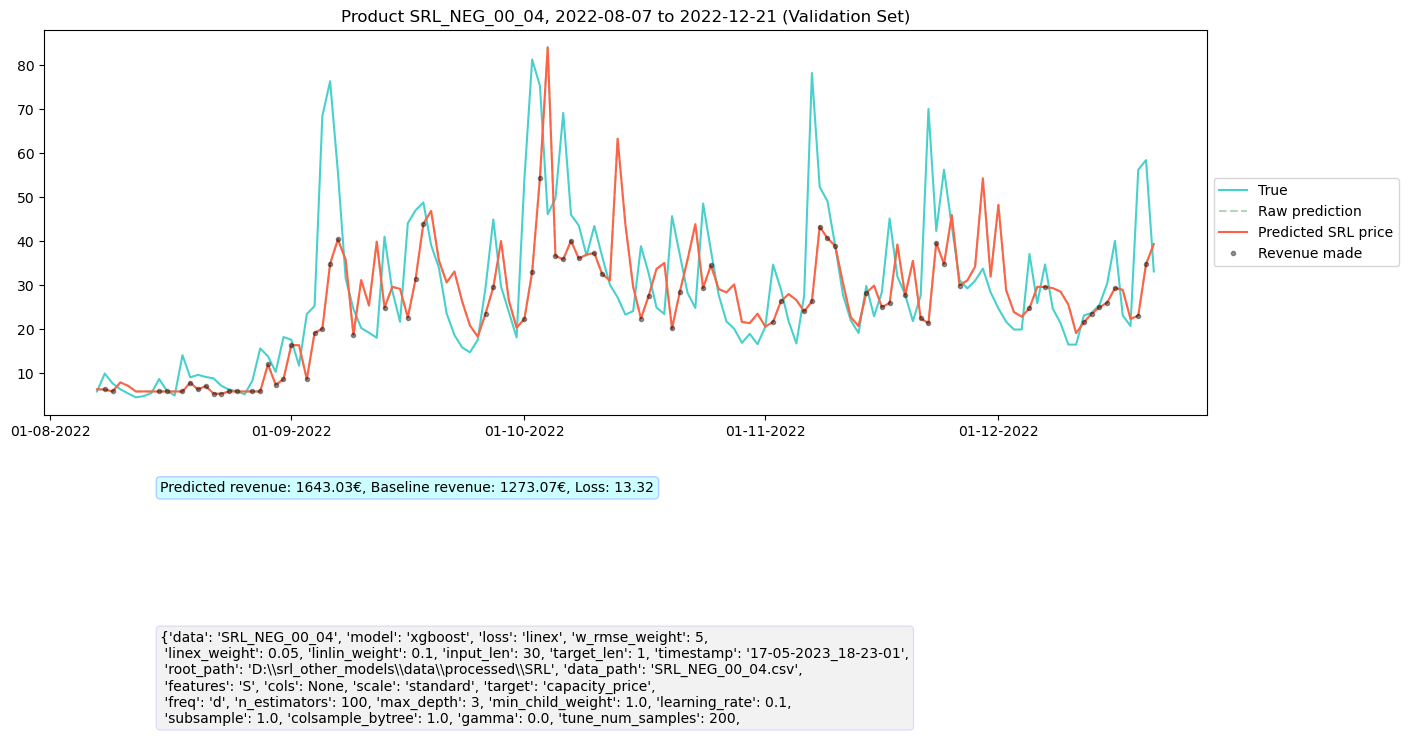 Product SRL_NEG_00_04, 2022-08-07 to 2022-12-21 (Validation Set)
80
70
60
50
40
30
20
10
01-08-2022
01-09-2022
01-10-2022
01-11-2022
01-12-2022
True
Raw prediction
Predicted SRL price
Revenue made
Predicted revenue: 1643.03€, Baseline revenue: 1273.07€, Loss: 13.32
{'data': 'SRL_NEG_00_04', 'model': 'xgboost', 'loss': 'linex', 'w_rmse_weight': 5,
'linex_weight': 0.05, 'linlin_weight': 0.1, 'input_len': 30, 'target_len': 1, 'timestamp': '17-05-2023_18-23-01',
'root_path': 'D:\\srl_other_models\\data\\processed\\SRL', 'data_path': 'SRL_NEG_00_04.csv',
'features': 'S', 'cols': None, 'scale': 'standard', 'target': 'capacity_price',
'freq': 'd', 'n_estimators': 100, 'max_depth': 3, 'min_child_weight': 1.0, 'learning_rate': 0.1,
'subsample': 1.0, 'colsample_bytree': 1.0, 'gamma': 0.0, 'tune_num_samples': 200,